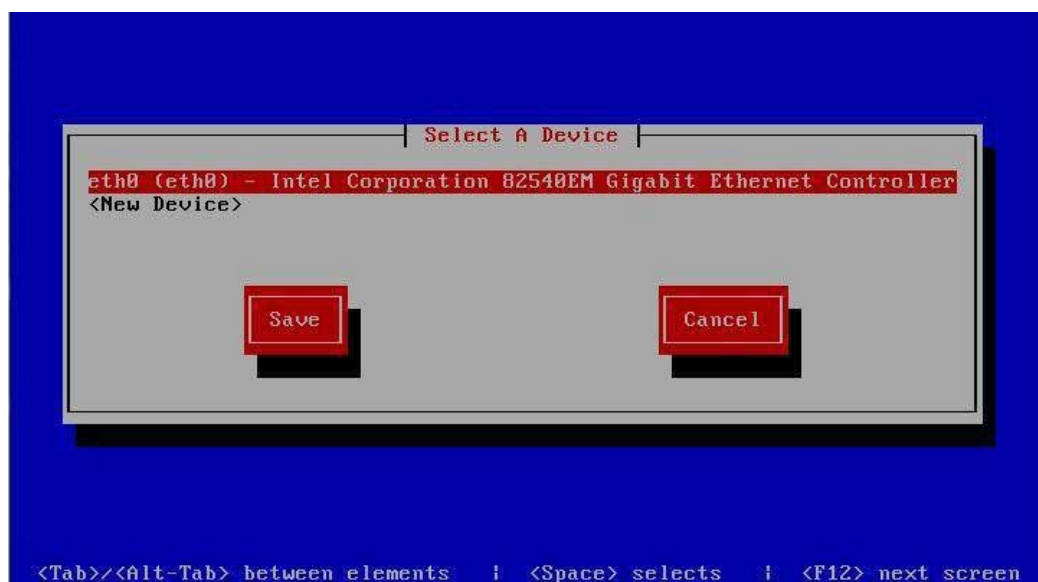 Select A Device
eth0 (eth0) - Intel Corporation 82540EM Gigabit Ethernet Controller
<New Device>
Save Cancel
<Tab>/<Alt-Tab> between elements | <Space> selects | <F12> next screen